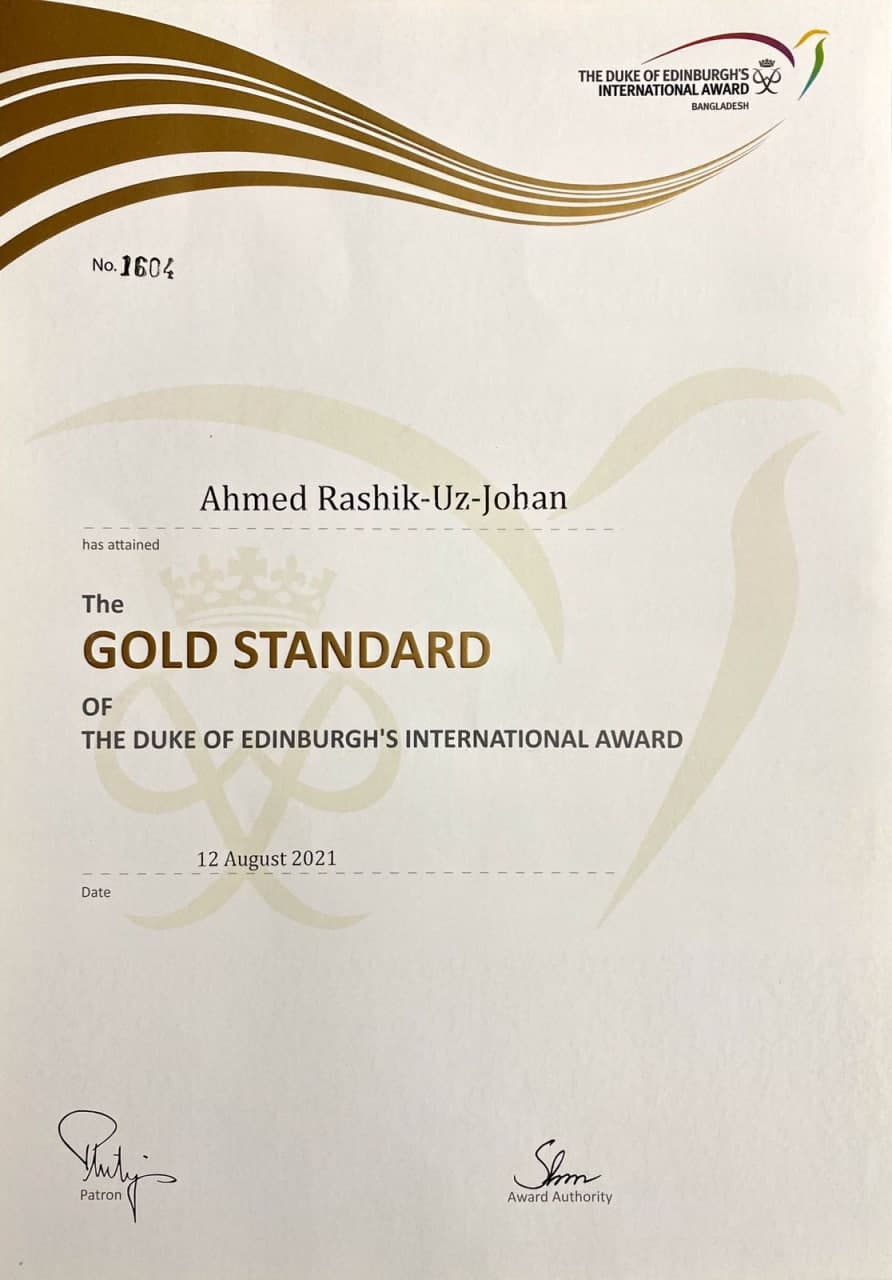 THE DUKE OF EDINBURGH'S
INTERNATIONAL AWARD
BANGLADESH
No. 1604
Ahmed Rashik-Uz-Johan
has attained
The
GOLD STANDARD
OF
THE DUKE OF EDINBURGH'S INTERNATIONAL AWARD
12 August 2021
Date
Patron
Award Authority